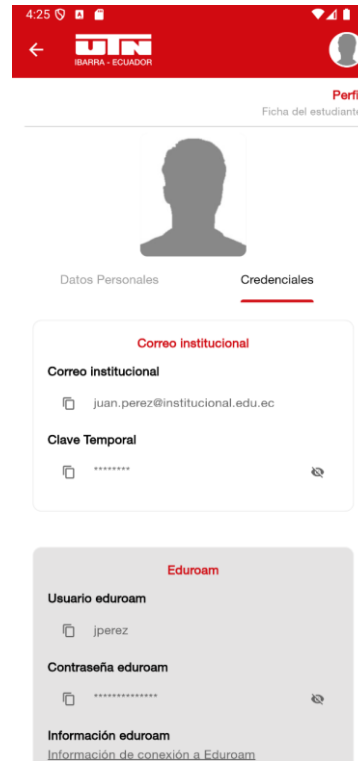 4:25
UTN
IBARRA - ECUADOR
Perfi
Ficha del estudiante
Datos Personales
Credenciales
Correo institucional
Correo institucional
juan.perez@institucional.edu.ec
Clave Temporal
********
Eduroam
Usuario eduroam
jperez
Contraseña eduroam
**************
Información eduroam
Información de conexión a Eduroam